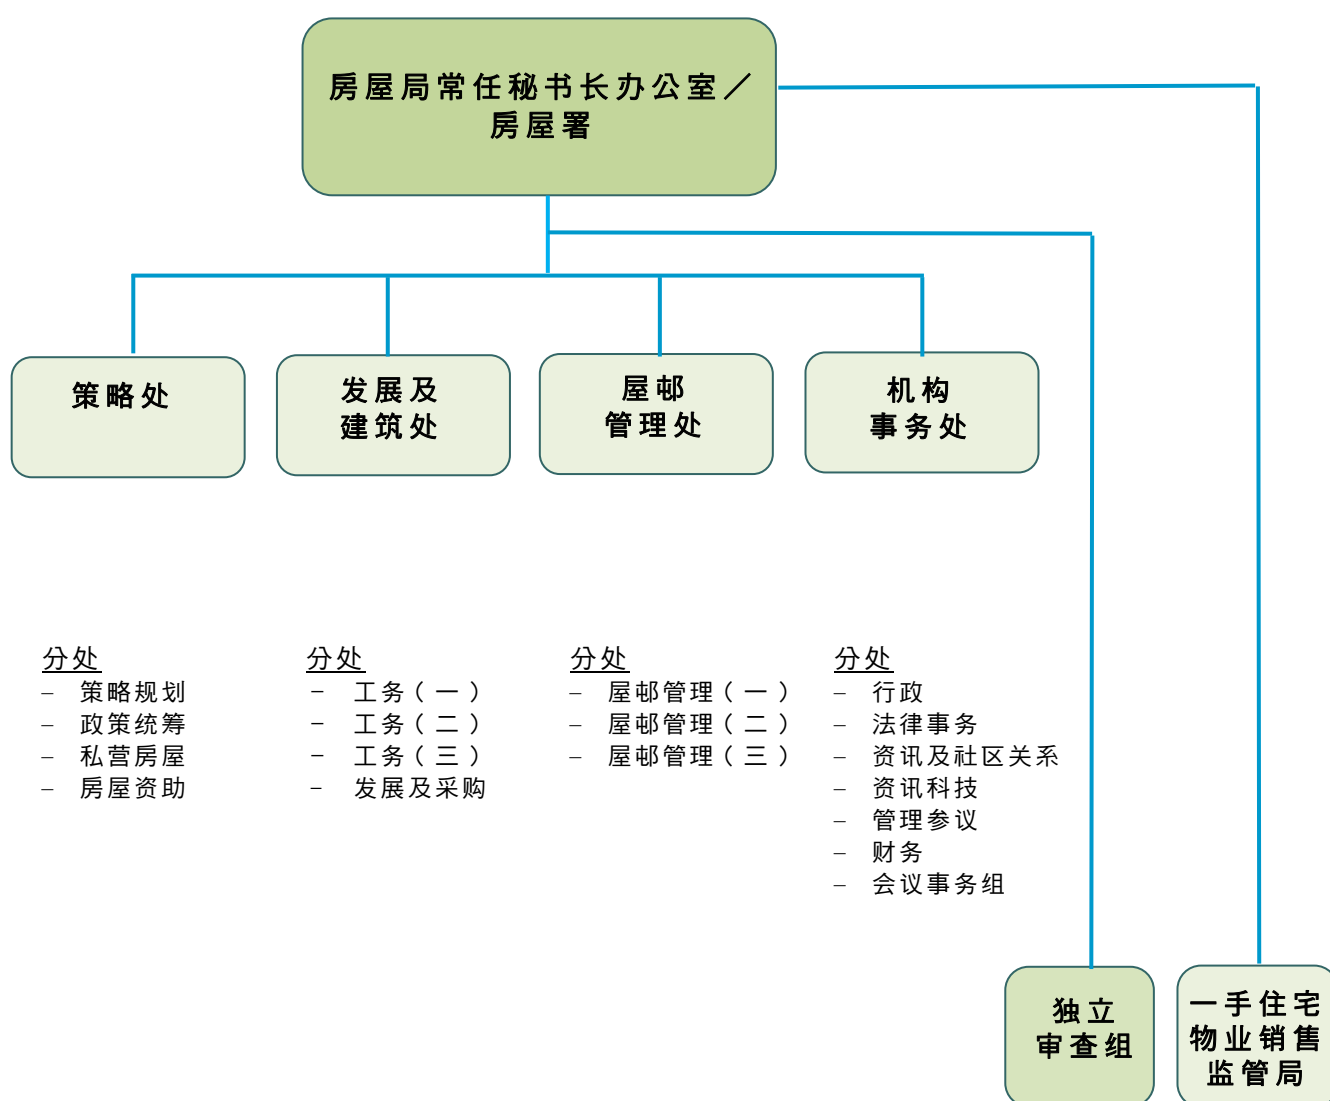 房屋局常任秘书长办公室／
房屋署
策略处
发展及
建筑处
屋邨
管理处
机构
事务处
分处
– 策略规划
– 政策统筹
– 私营房屋
– 房屋资助
分处
– 工务（一）
– 工务（二）
– 工务（三）
– 发展及采购
分处
– 屋邨管理（一）
– 屋邨管理（二）
– 屋邨管理（三）
分处
– 行政
– 法律事务
– 资讯及社区关系
– 资讯科技
– 管理参议
– 财务
– 会议事务组
独立
审查组
一手住宅
物业销售
监管局